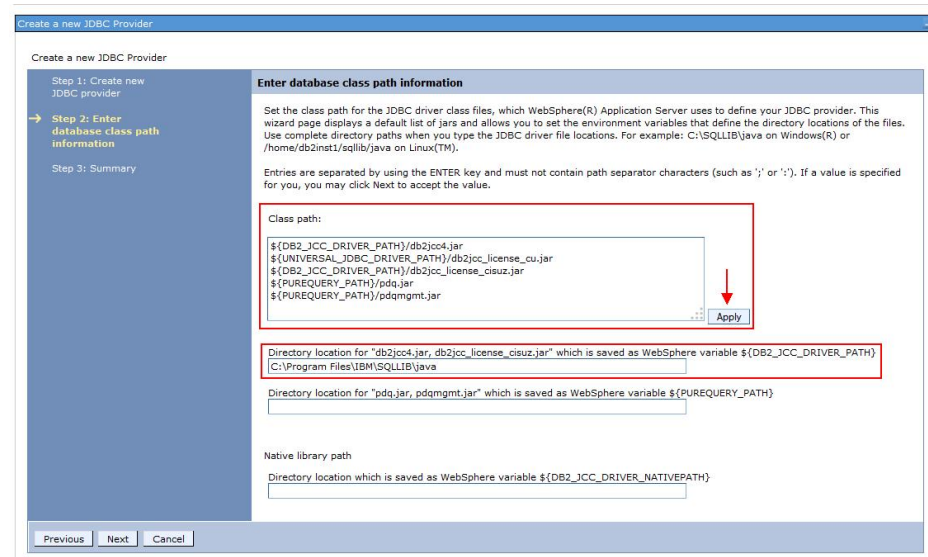 Create a new JDBC Provider
Create a new JDBC Provider
Step 1: Create new
JDBC provider
Step 2: Enter
database class path
information
Step 3: Summary
Enter database class path information
Set the class path for the JDBC driver class files, which WebSphere(R) Application Server uses to define your JDBC provider. This
wizard page displays a default list of jars and allows you to set the environment variables that define the directory locations of the files.
Use complete directory paths when you type the JDBC driver file locations. For example: C:\SQLLIB\java on Windows(R) or
/home/db2inst1/sqllib/java on Linux(TM).
Entries are separated by using the ENTER key and must not contain path separator characters (such as ';' or ':'). If a value is specified
for you, you may click Next to accept the value.
Class path:
${DB2_JCC_DRIVER_PATH}/db2jcc4.jar
${UNIVERSAL_JDBC_DRIVER_PATH}/db2jcc_license_cu.jar
${DB2_JCC_DRIVER_PATH}/db2jcc_license_cisuz.jar
${PUREQUERY_PATH}/pdq.jar
${PUREQUERY_PATH}/pdqmgmt.jar
Apply
Directory location for "db2jcc4.jar, db2jcc_license_cisuz.jar" which is saved as WebSphere variable ${DB2_JCC_DRIVER_PATH}
C:\Program Files\IBM\SQLLIB\java
Directory location for "pdq.jar, pdqmgmt.jar" which is saved as WebSphere variable ${PUREQUERY_PATH}
Native library path
Directory location which is saved as WebSphere variable ${DB2_JCC_DRIVER_NATIVEPATH}
Previous Next Cancel